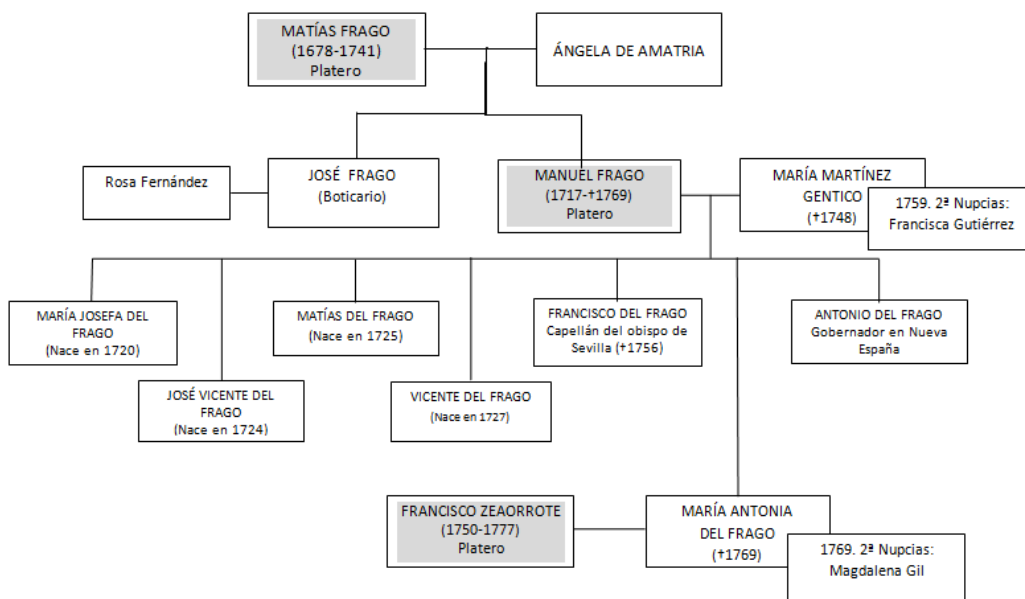 MATÍAS FRAGO
(1678-1741)
Platero
ÁNGELA DE AMATRIA
Rosa Fernández
JOSÉ FRAGO
(Boticario)
MANUEL FRAGO
(1717-†1769)
Platero
MARÍA MARTÍNEZ
GENTICO
(†1748)
1759. 2ª Nupcias:
Francisca Gutiérrez
MARÍA JOSEFA DEL
FRAGO
(Nace en 1720)
MATÍAS DEL FRAGO
(Nace en 1725)
FRANCISCO DEL FRAGO
Capellán del obispo de
Sevilla (†1756)
ANTONIO DEL FRAGO
Gobernador en Nueva
España
JOSÉ VICENTE DEL
FRAGO
(Nace en 1724)
VICENTE DEL FRAGO
(Nace en 1727)
FRANCISCO ZEAORROTE
(1750-1777)
Platero
MARÍA ANTONIA
DEL FRAGO
(†1769)
1769. 2ª Nupcias:
Magdalena Gil